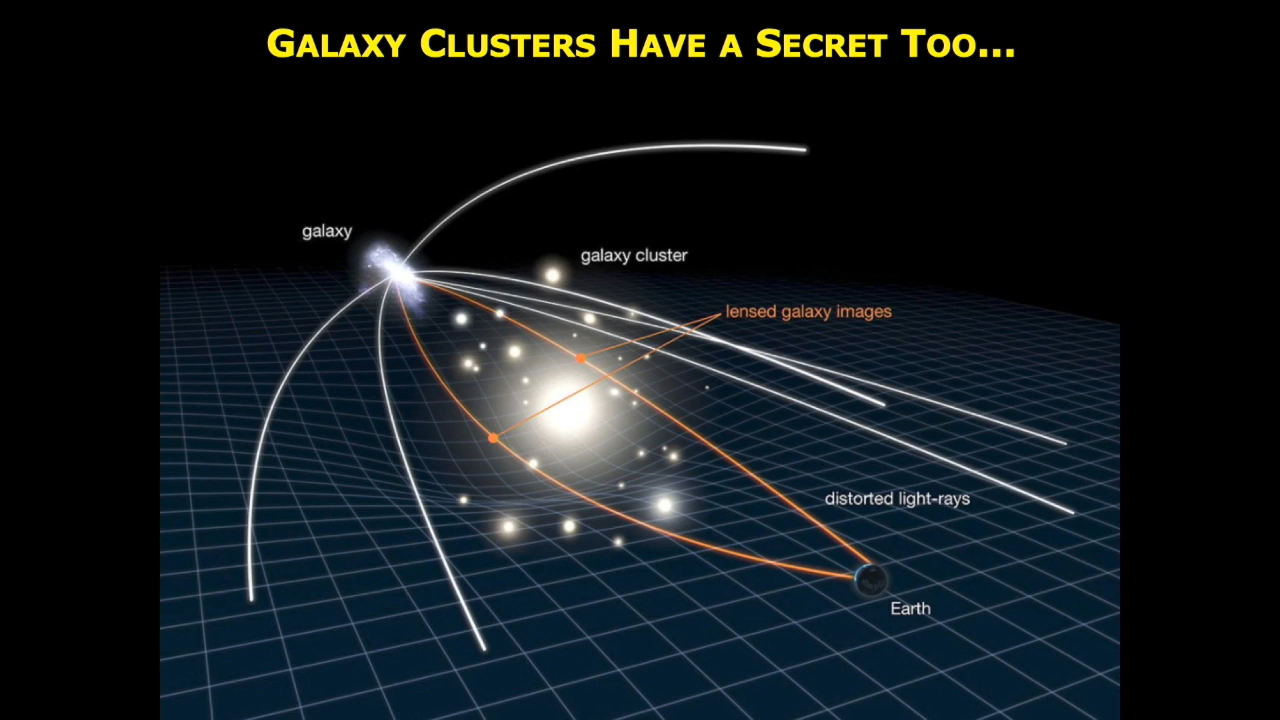 GALAXY CLUSTERS HAVE A SECRET TOO...
galaxy
galaxy cluster
lensed galaxy images
distorted light-rays
Earth